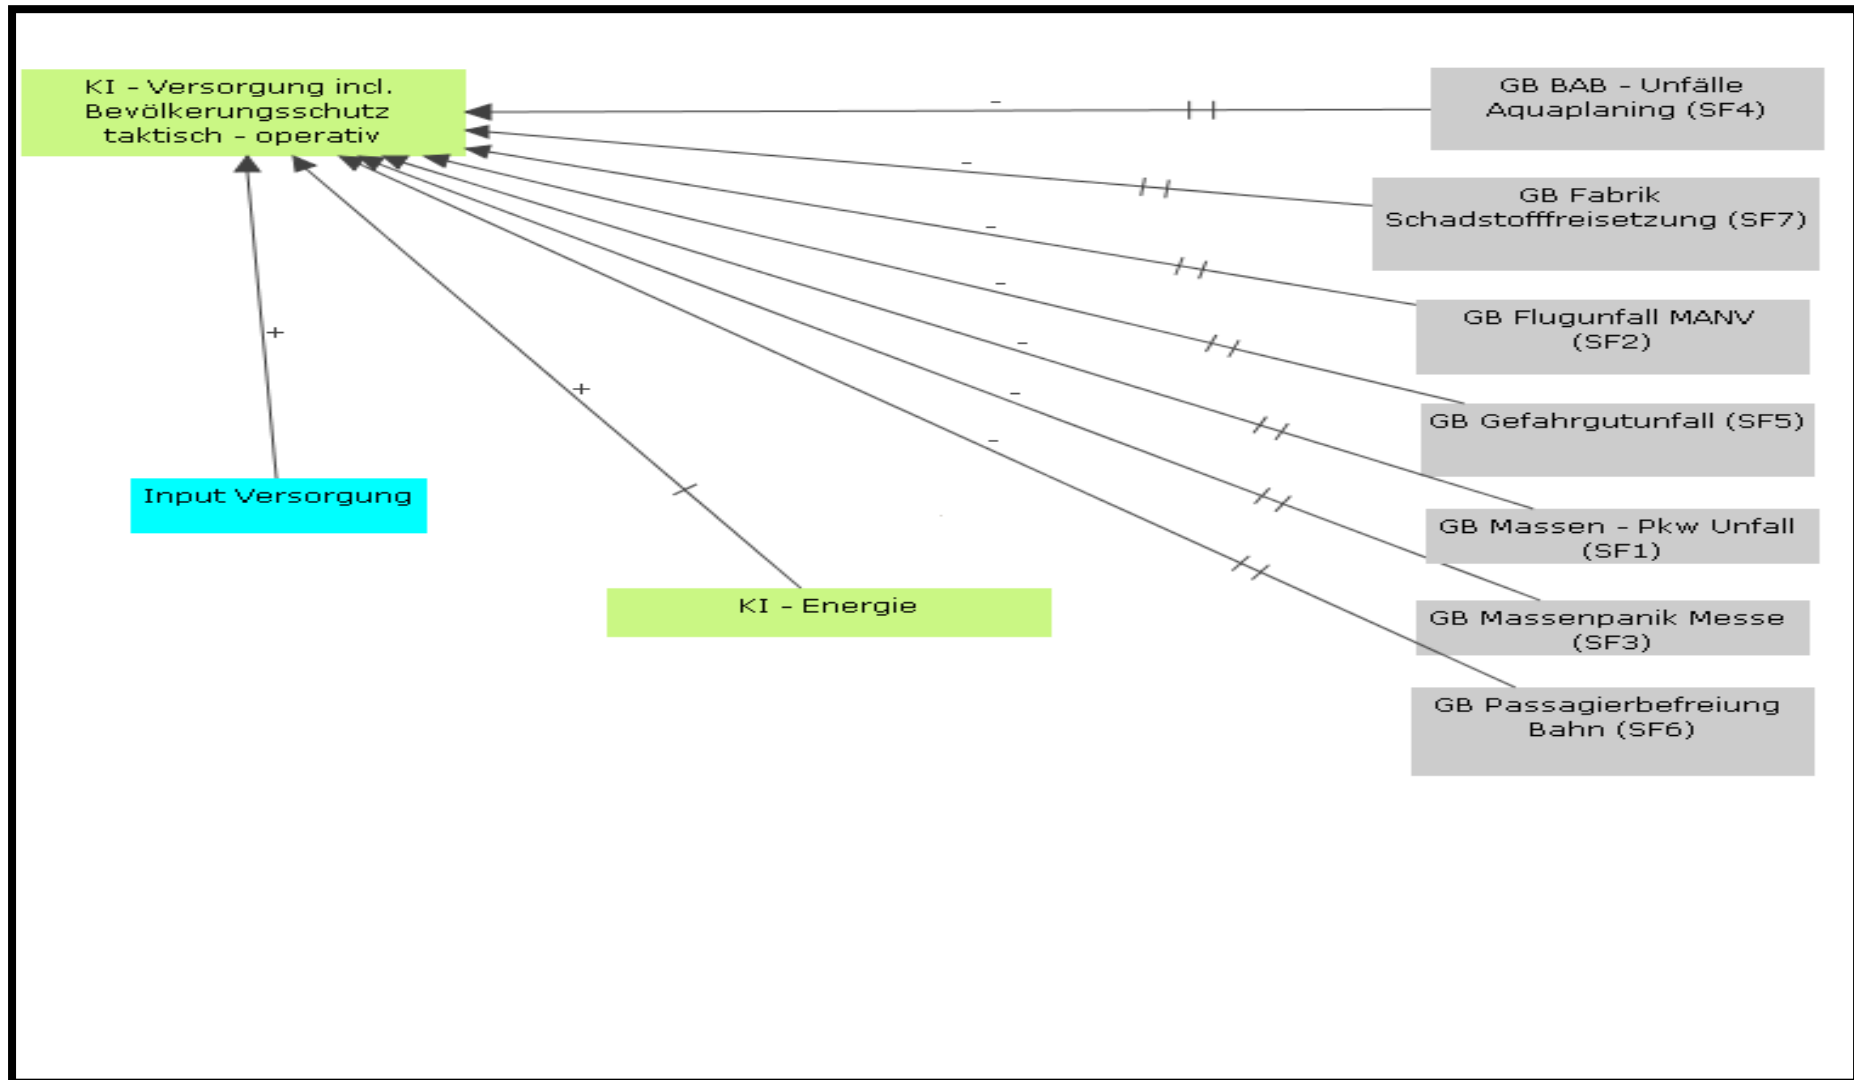 KI - Versorgung incl.
Bevölkerungsschutz
taktisch - operativ
GB BAB - Unfälle
Aquaplaning (SF4)
-
GB Fabrik
Schadstofffreisetzung (SF7)
-
GB Flugunfall MANV
(SF2)
-
GB Gefahrgutunfall (SF5)
-
GB Massen - Pkw Unfall
(SF1)
-
GB Massenpanik Messe
(SF3)
-
GB Passagierbefreiung
Bahn (SF6)
-
+
+
Input Versorgung
KI - Energie